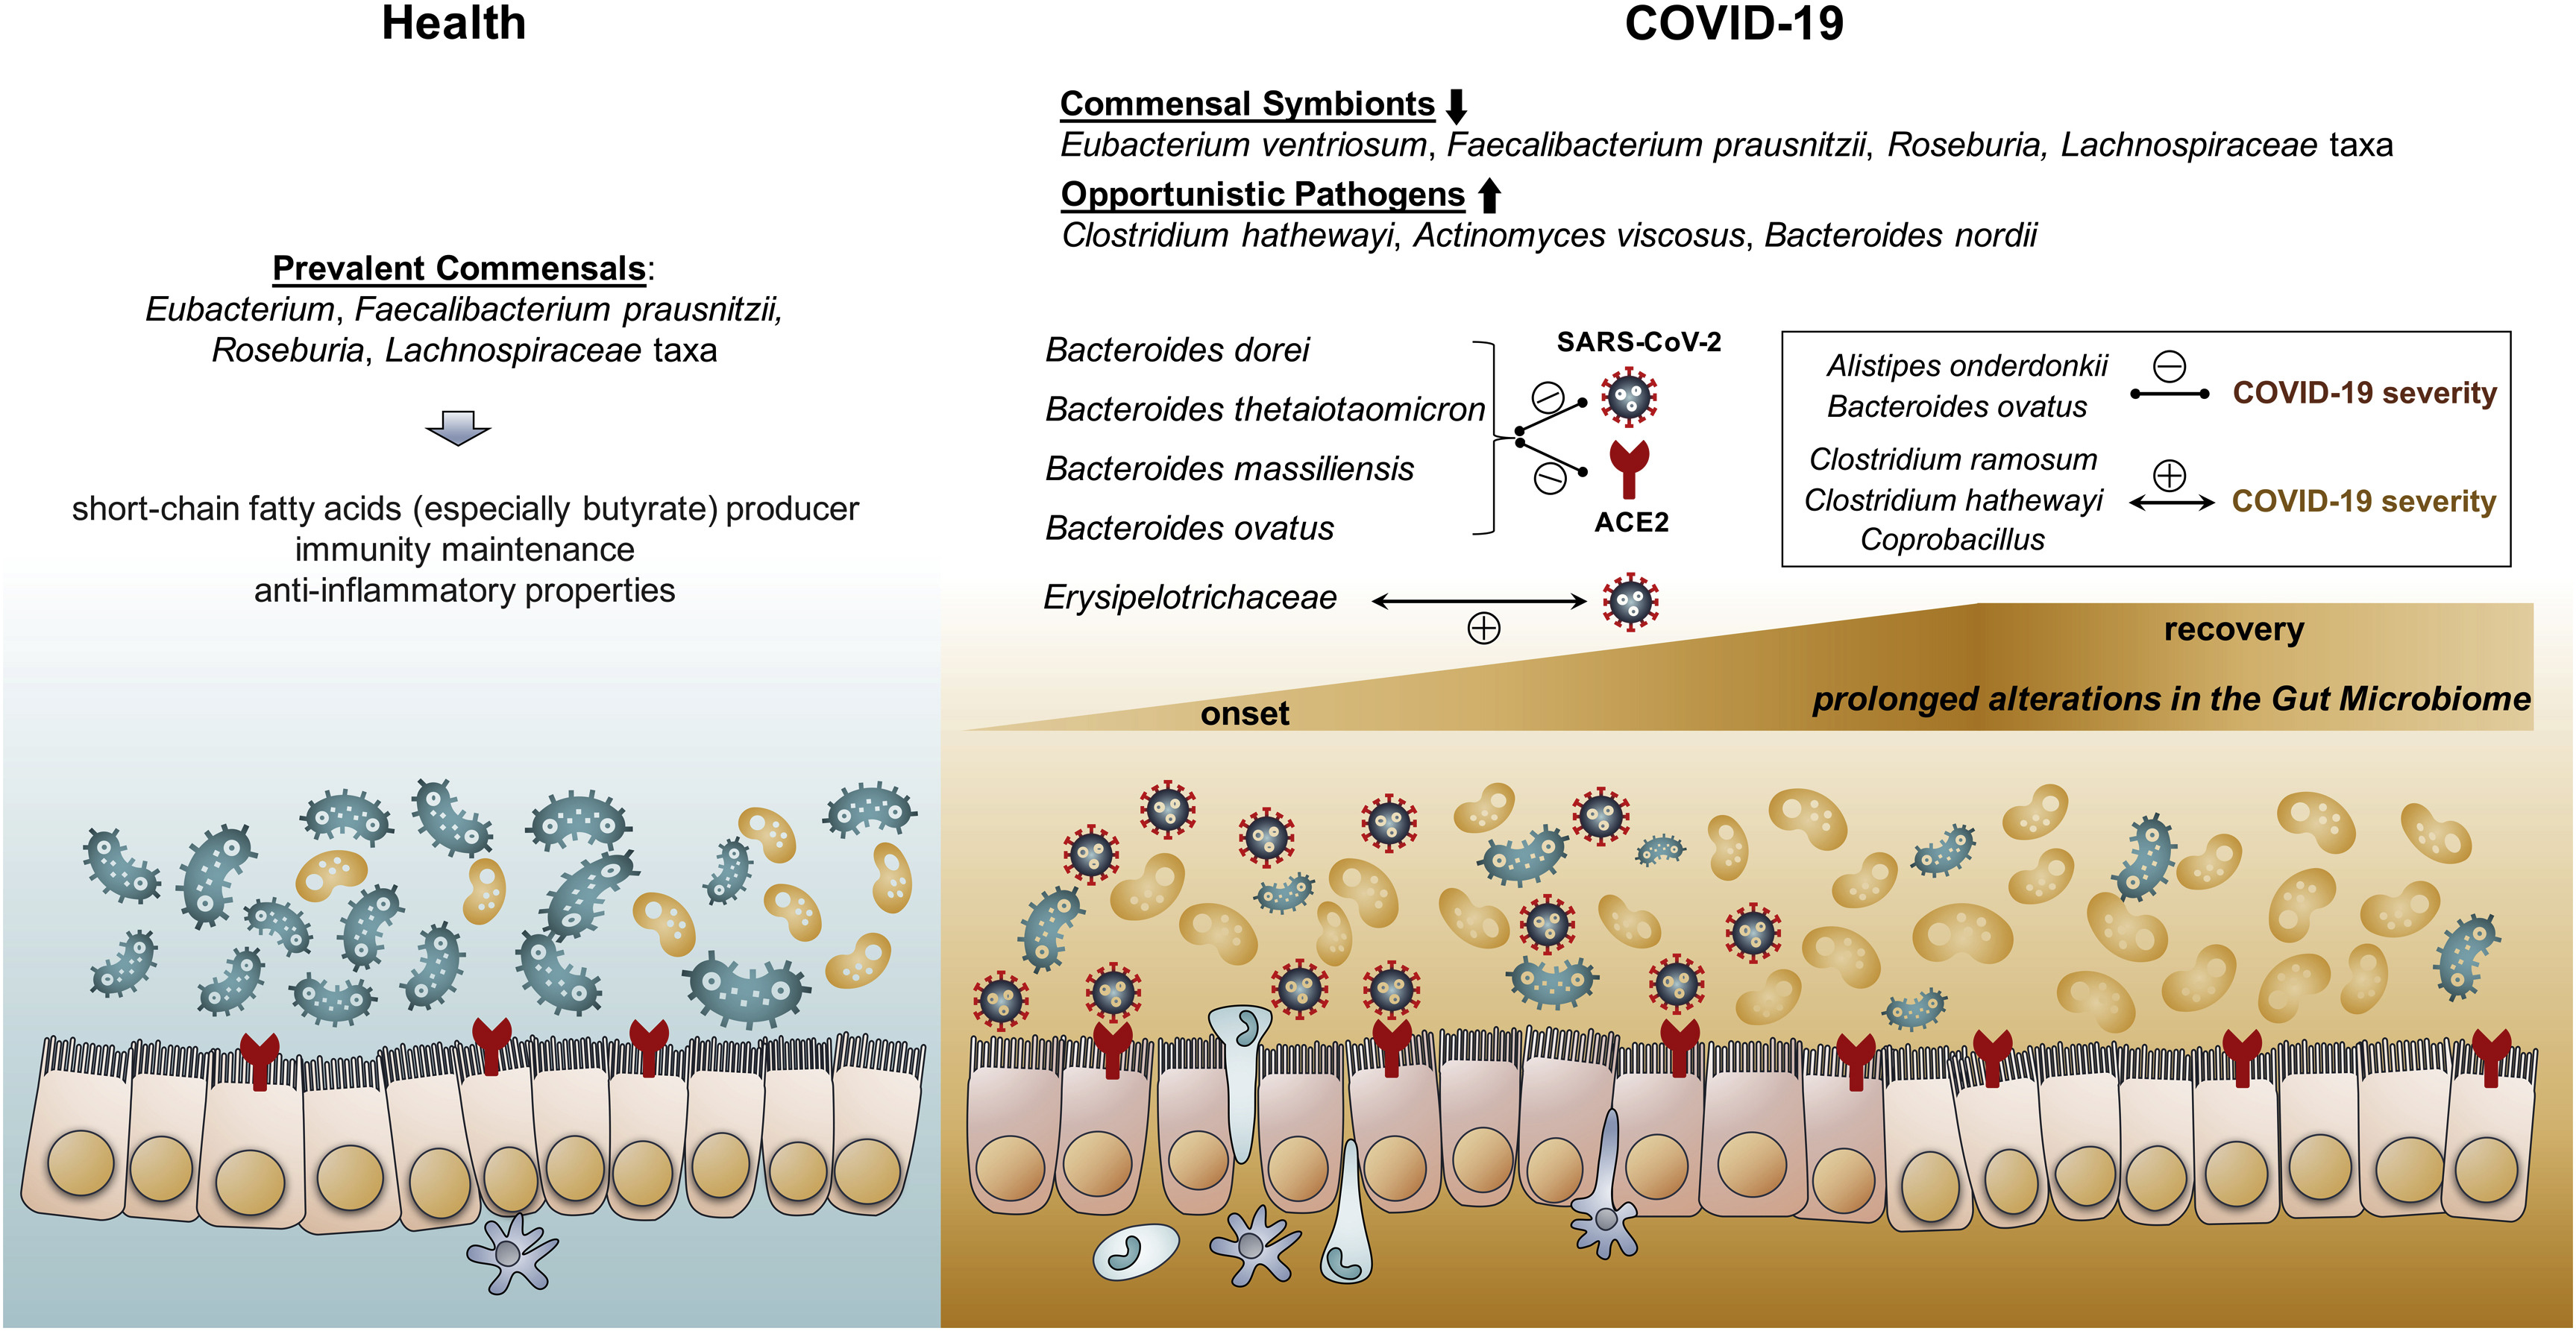 Health
Prevalent Commensals:
Eubacterium, Faecalibacterium prausnitzii,
Roseburia, Lachnospiraceae taxa
short-chain fatty acids (especially butyrate) producer
immunity maintenance
anti-inflammatory properties
COVID-19
Commensal Symbionts
Eubacterium ventriosum, Faecalibacterium prausnitzii, Roseburia, Lachnospiraceae taxa
Opportunistic Pathogens
Clostridium hathewayi, Actinomyces viscosus, Bacteroides nordii
Bacteroides dorei
Bacteroides thetaiotaomicron
Bacteroides massiliensis
Bacteroides ovatus
SARS-CoV-2
ACE2
Erysipelotrichaceae
Alistipes onderdonkii
Bacteroides ovatus
COVID-19 severity
Clostridium ramosum
Clostridium hathewayi
Coprobacillus
COVID-19 severity
onset
recovery
prolonged alterations in the Gut Microbiome